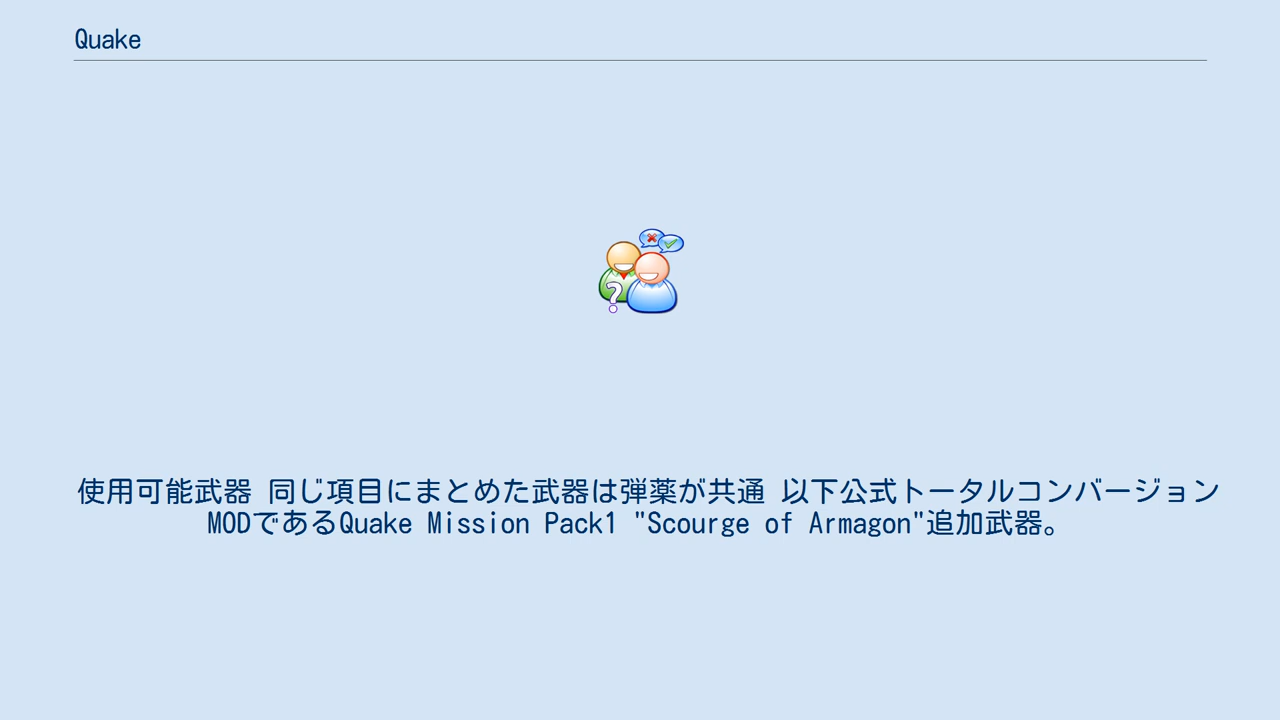 Quake
使用可能武器 同じ項目にまとめた武器は弾薬が共通 以下公式トータルコンバージョン
MODであるQuake Mission Pack1 "Scourge of Armagon"追加武器。